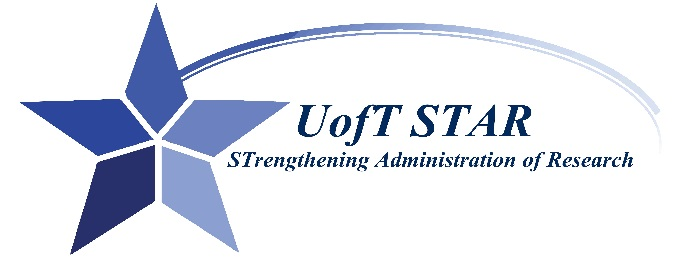 UofT STAR
STrengthening Administration of Research